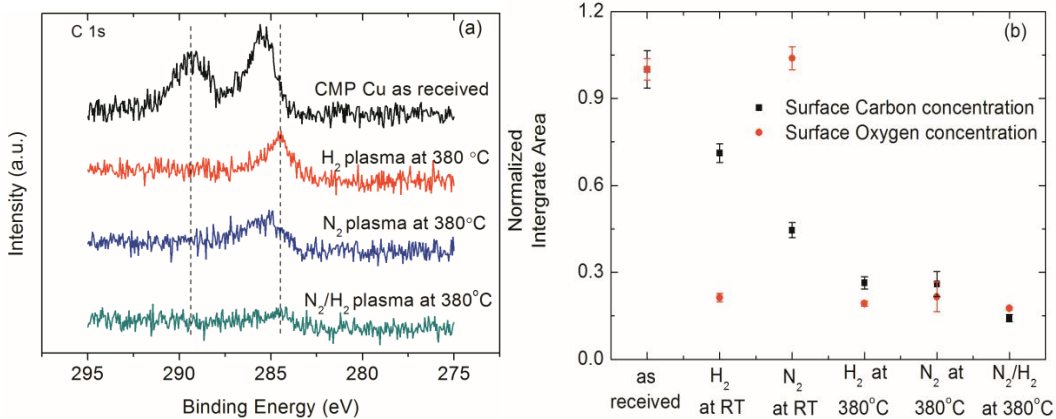 (a)
C 1s
CMP Cu as received
H₂ plasma at 380 °C
N₂ plasma at 380°C
N₂/H₂ plasma at 380°C
Intensity (a.u.)
295 290 285 280 275
Binding Energy (eV)
(b)
1.2
0.9
0.6
0.3
0.0
Normalized
Intergrate Area
Surface Carbon concentration
Surface Oxygen concentration
as
received
H₂
at RT
N₂
at RT
H₂ at
380°C
N₂ at
380°C
N₂/H₂
at 380°C